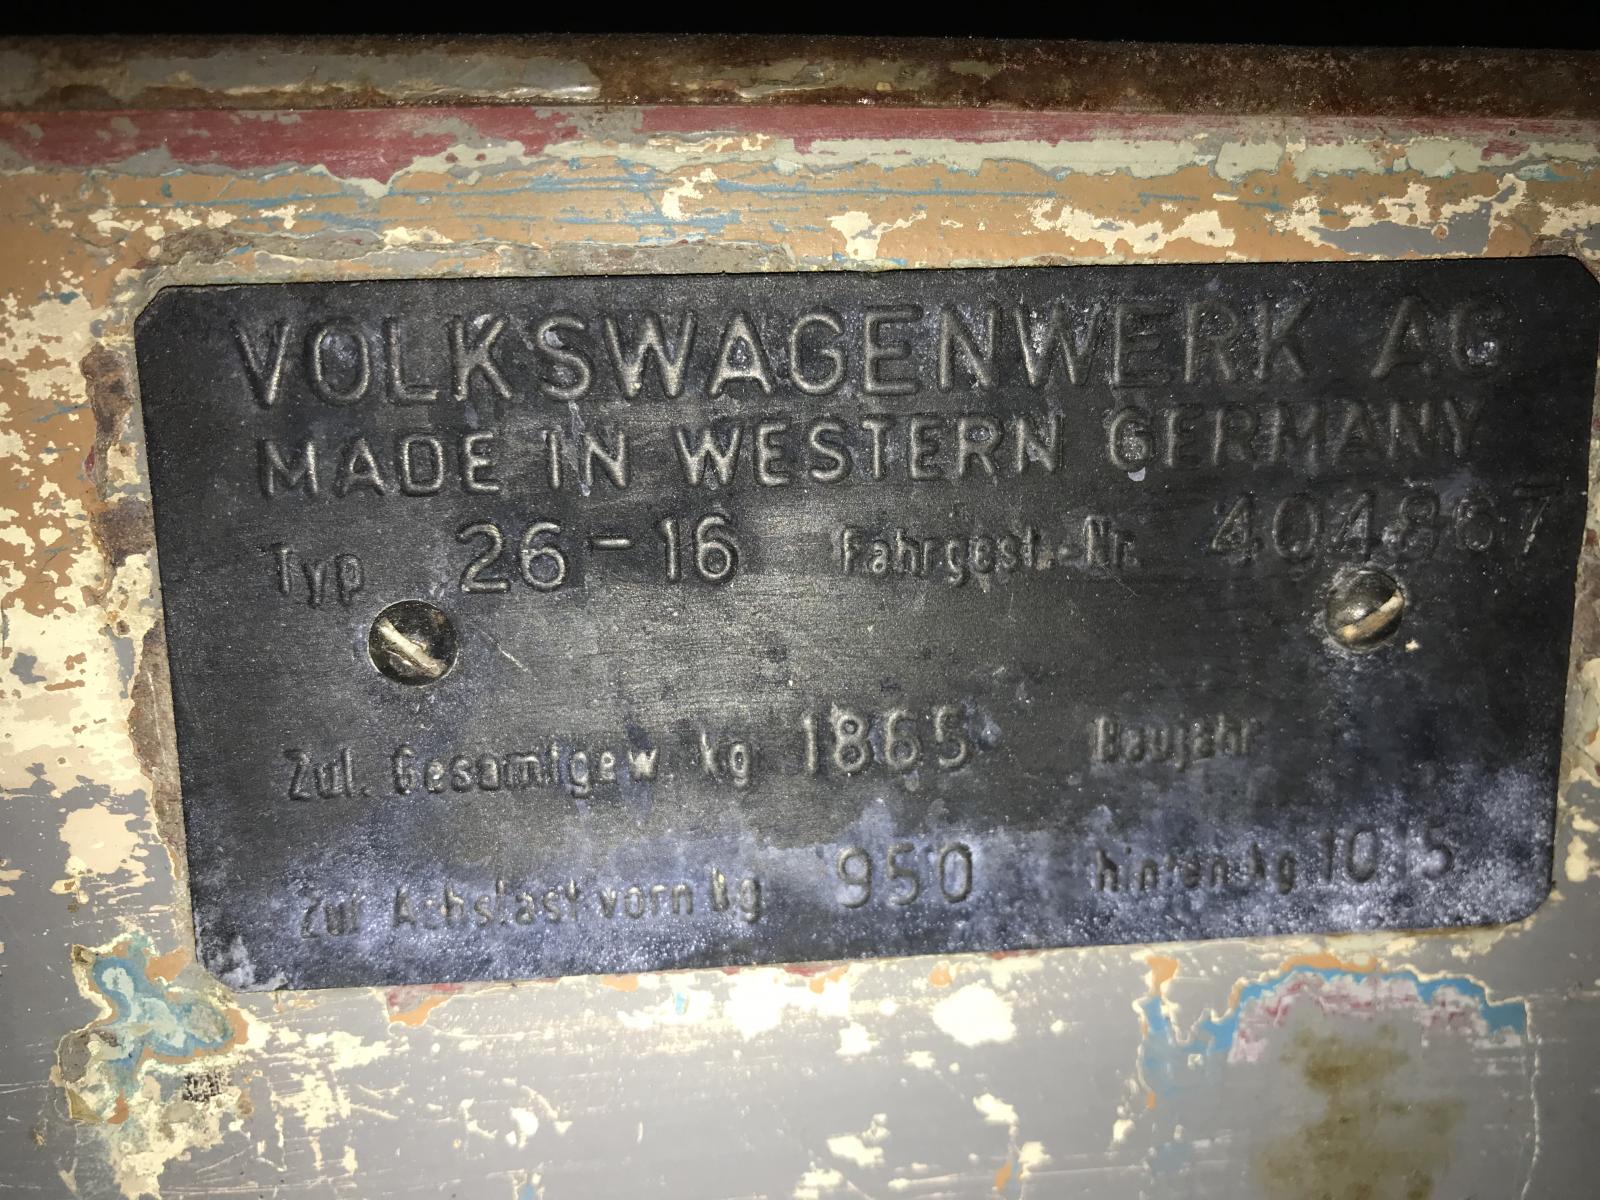 VOLKSWAGENWERK AG
MADE IN WESTERN GERMANY
Typ 26-16 Fahrgest.-Nr. 404867
Zul. Gesamtgew kg 1865 Baujahr
Zul Achslast vorn kg 950 hinten kg 1015